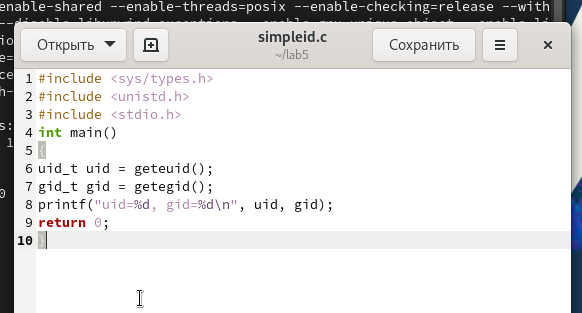 enable-shared --enable-threads=posix --enable-checking=release --with
Открыть
simpleid.c
~/lab5
Сохранить
1 #include <sys/types.h>
2 #include <unistd.h>
3 #include <stdio.h>
4 int main()
5 {
6 uid_t uid = geteuid();
7 gid_t gid = getegid();
8 printf("uid=%d, gid=%d\n", uid, gid);
9 return 0;
10 }